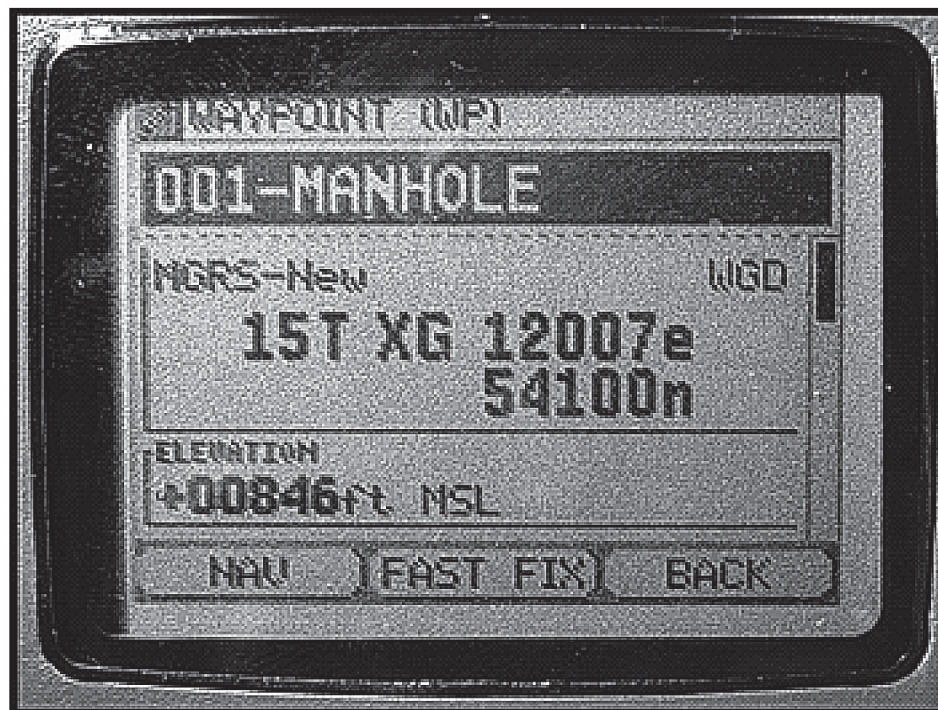 WAYPOINT (WP)
001-MANHOLE
MGRS-New WGD
15T XG 12007e
54100n
ELEVATION
+00846ft MSL
NAV FAST FIX BACK